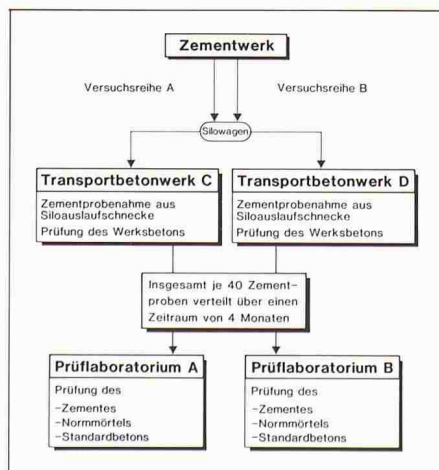 Zementwerk
Versuchsreihe A
Versuchsreihe B
Silowagen
Transportbetonwerk C
Zementprobenahme aus
Siloauslaufschnecke
Prüfung des Werksbetons
Transportbetonwerk D
Zementprobenahme aus
Siloauslaufschnecke
Prüfung des Werksbetons
Insgesamt je 40 Zement-
proben verteilt über einen
Zeitraum von 4 Monaten
Prüflaboratorium A
Prüfung des
-Zementes
-Normmörtels
-Standardbetons
Prüflaboratorium B
Prüfung des
-Zementes
-Normmörtels
-Standardbetons